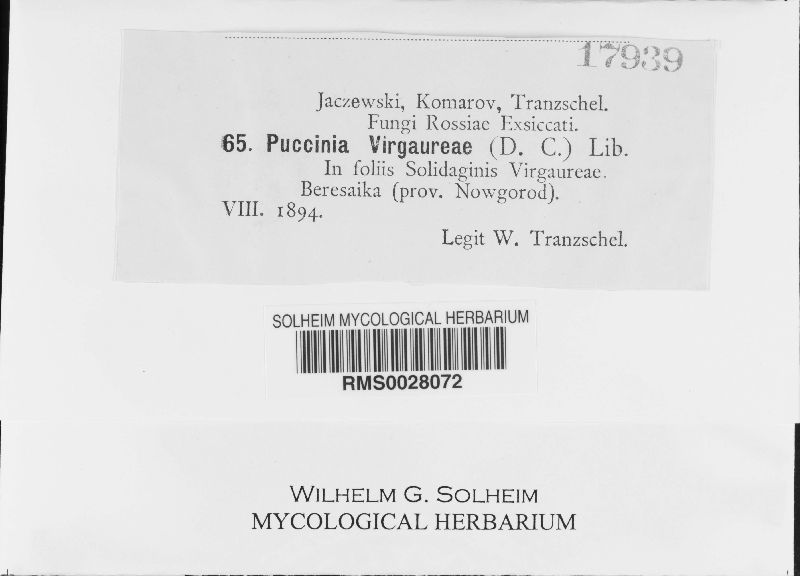 17939
Jaczewski, Komarov, Tranzschel.
Fungi Rossiae Exsiccati.
65. Puccinia Virgaureae (D. C.) Lib.
In foliis Solidaginis Virgaureae.
Beresaika (prov. Nowgorod).
VIII. 1894.
Legit W. Tranzschel.
SOLHEIM MYCOLOGICAL HERBARIUM
RMS0028072
WILHELM G. SOLHEIM
MYCOLOGICAL HERBARIUM